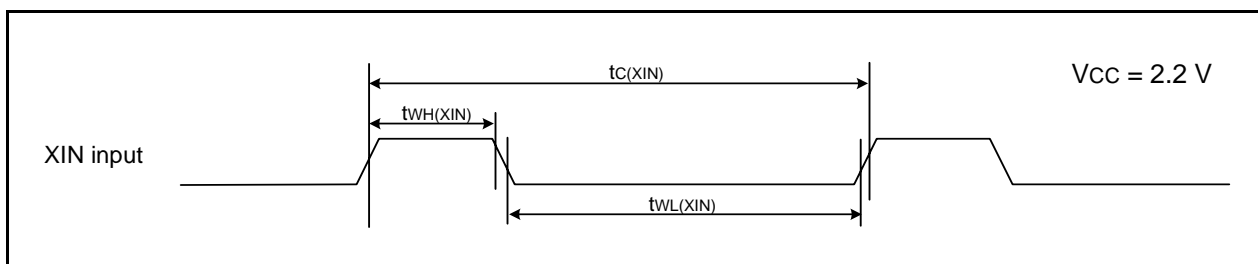 tC(XIN)
VCC = 2.2 V
tWH(XIN)
XIN input
tWL(XIN)